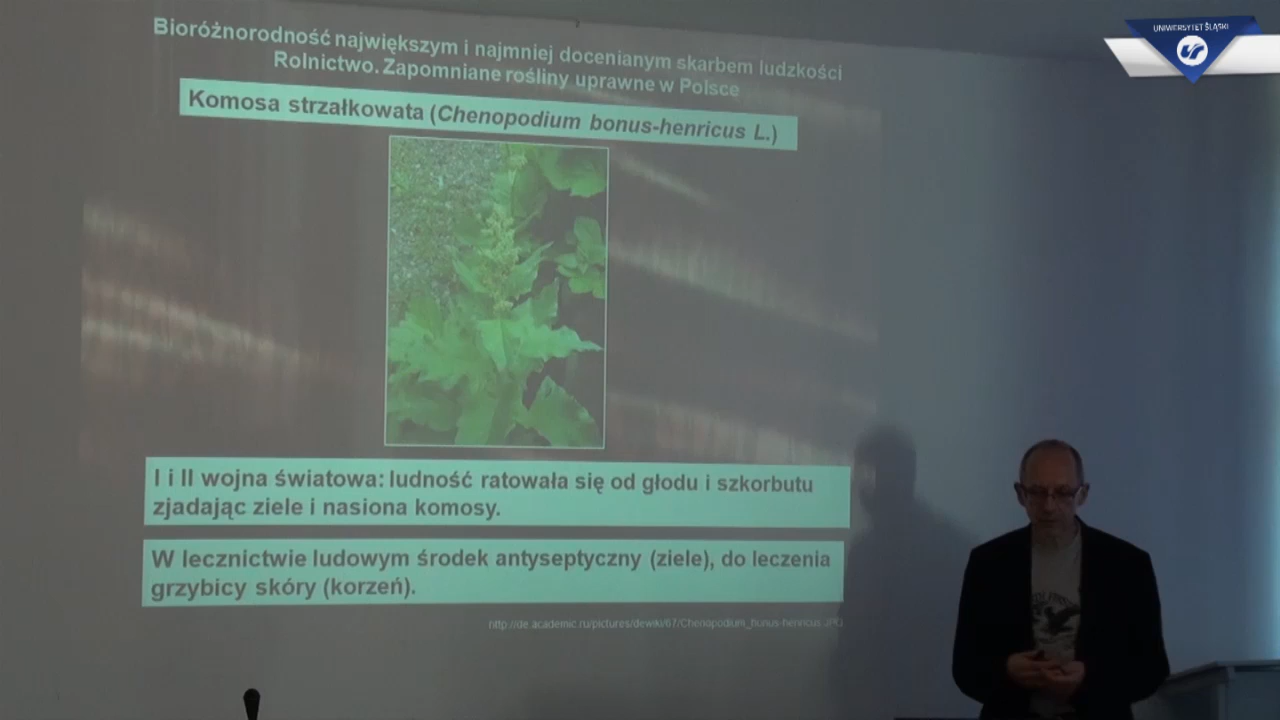 UNIWERSYTET ŚLĄSKI
Bioróżnorodność największym i najmniej docenianym skarbem ludzkości
Rolnictwo. Zapomniane rośliny uprawne w Polsce
Komosa strzałkowata (Chenopodium bonus-henricus L.)
I i II wojna światowa: ludność ratowała się od głodu i szkorbutu
zjadając ziele i nasiona komosy.
W lecznictwie ludowym środek antyseptyczny (ziele), do leczenia
grzybicy skóry (korzeń).
http://de.academic.ru/pictures/dewiki/67/Chenopodium_bonus-henricus.JPG